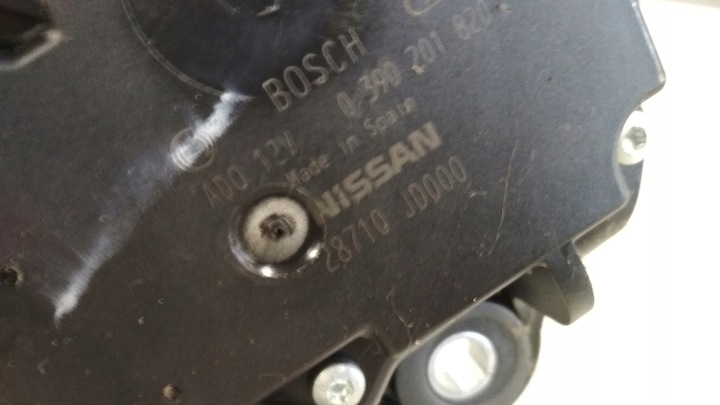 BOSCH
0 390 201 820
ADO 12V
Made in Spain
NISSAN
28710 JD000